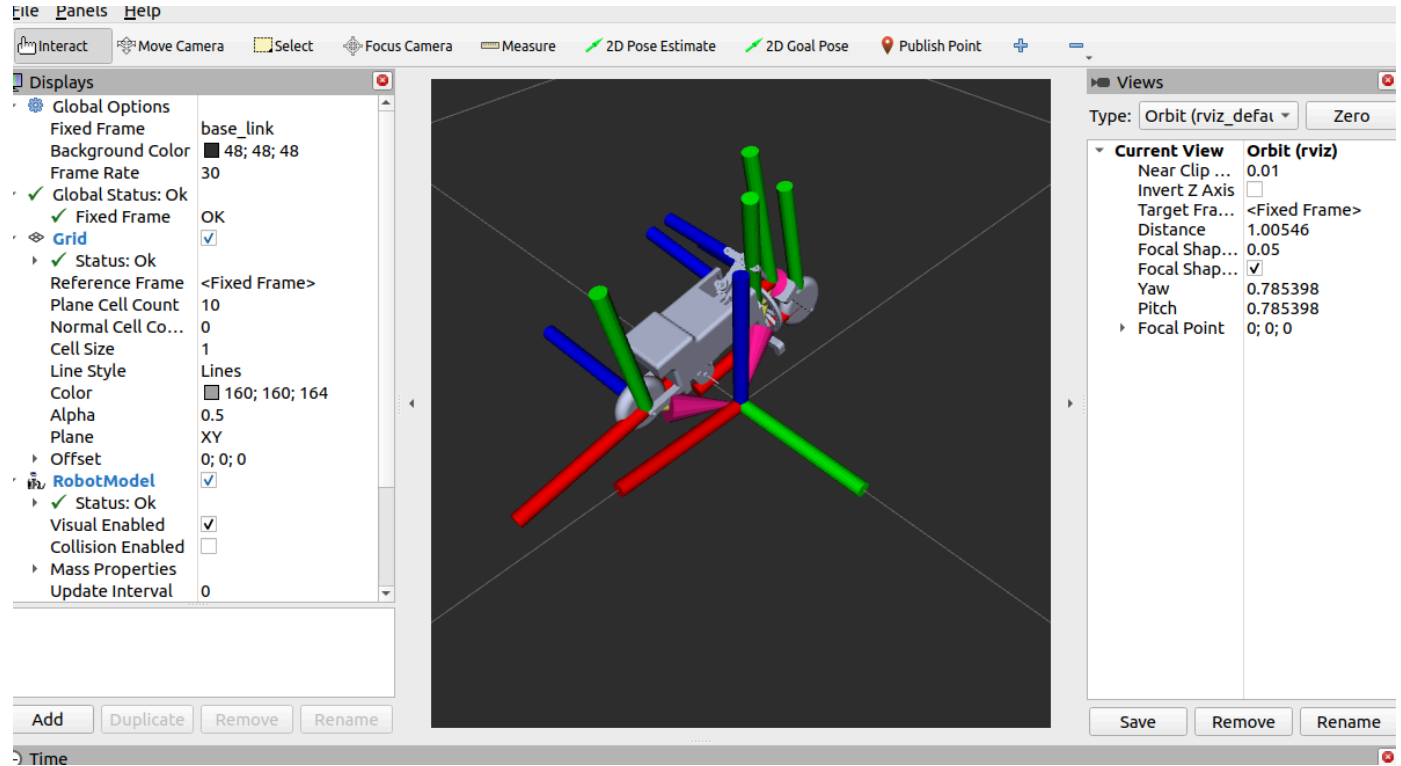 File Panels Help
Interact Move Camera Select Focus Camera Measure 2D Pose Estimate 2D Goal Pose Publish Point
Displays
Global Options
Fixed Frame base_link
Background Color 48; 48; 48
Frame Rate 30
Global Status: Ok
Fixed Frame OK
Grid
Status: Ok
Reference Frame <Fixed Frame>
Plane Cell Count 10
Normal Cell Co... 0
Cell Size 1
Line Style Lines
Color 160; 160; 164
Alpha 0.5
Plane XY
Offset 0; 0; 0
RobotModel
Status: Ok
Visual Enabled
Collision Enabled
Mass Properties
Update Interval 0
Add Duplicate Remove Rename
Views
Type: Orbit (rviz_defau Zero
Current View Orbit (rviz)
Near Clip ... 0.01
Invert Z Axis
Target Fra... <Fixed Frame>
Distance 1.00546
Focal Shap... 0.05
Focal Shap...
Yaw 0.785398
Pitch 0.785398
Focal Point 0; 0; 0
Save Remove Rename
Time